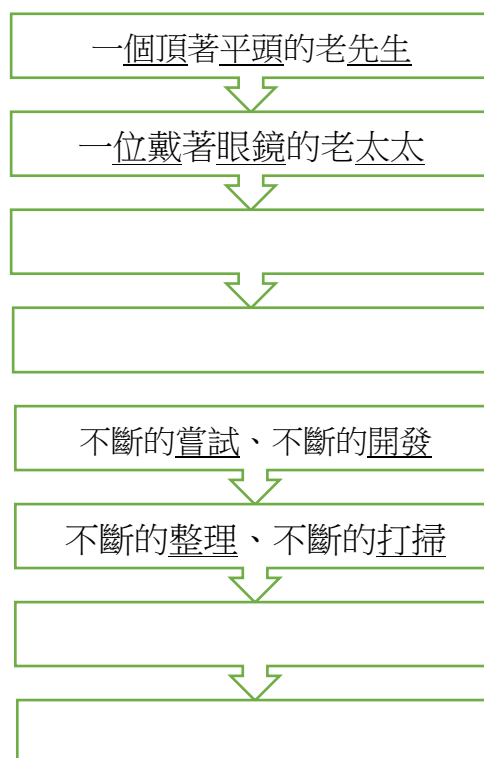 一個頂著平頭的老先生
一位戴著眼鏡的老太太
不斷的嘗試、不斷的開發
不斷的整理、不斷的打掃